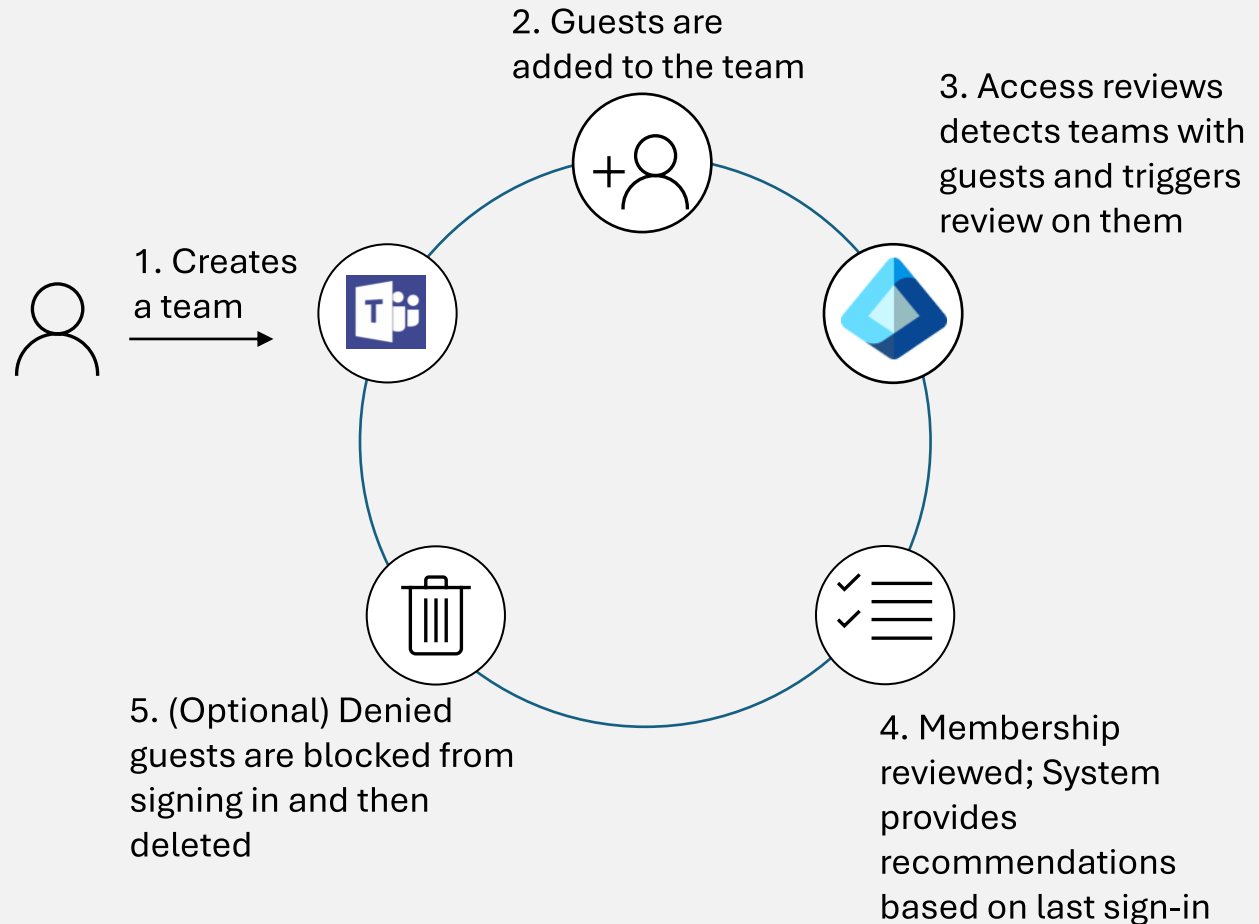 1. Creates
a team
T
2. Guests are
added to the team
3. Access reviews
detects teams with
guests and triggers
review on them
4. Membership
reviewed; System
provides
recommendations
based on last sign-in
5. (Optional) Denied
guests are blocked from
signing in and then
deleted